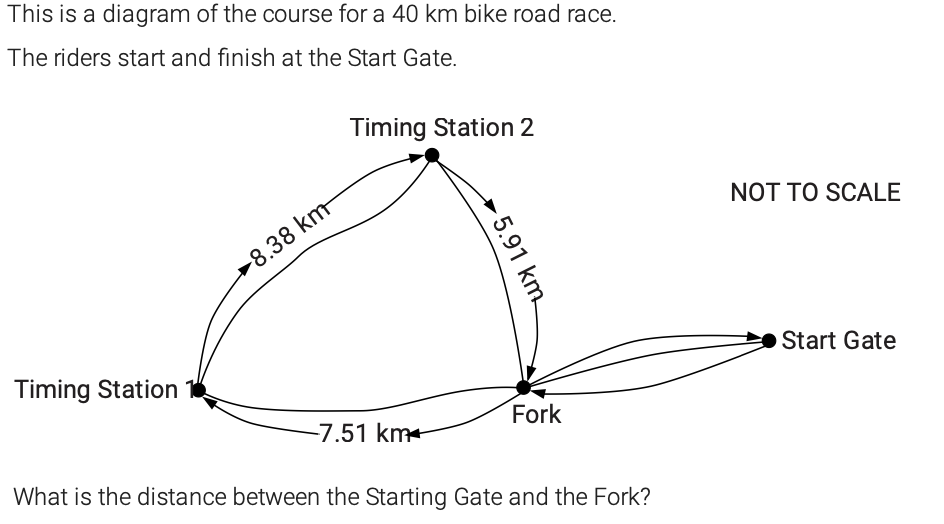 This is a diagram of the course for a 40 km bike road race.
The riders start and finish at the Start Gate.
Timing Station 2
NOT TO SCALE
8.38 km
5.91 km
Start Gate
Timing Station 1
Fork
7.51 km
What is the distance between the Starting Gate and the Fork?